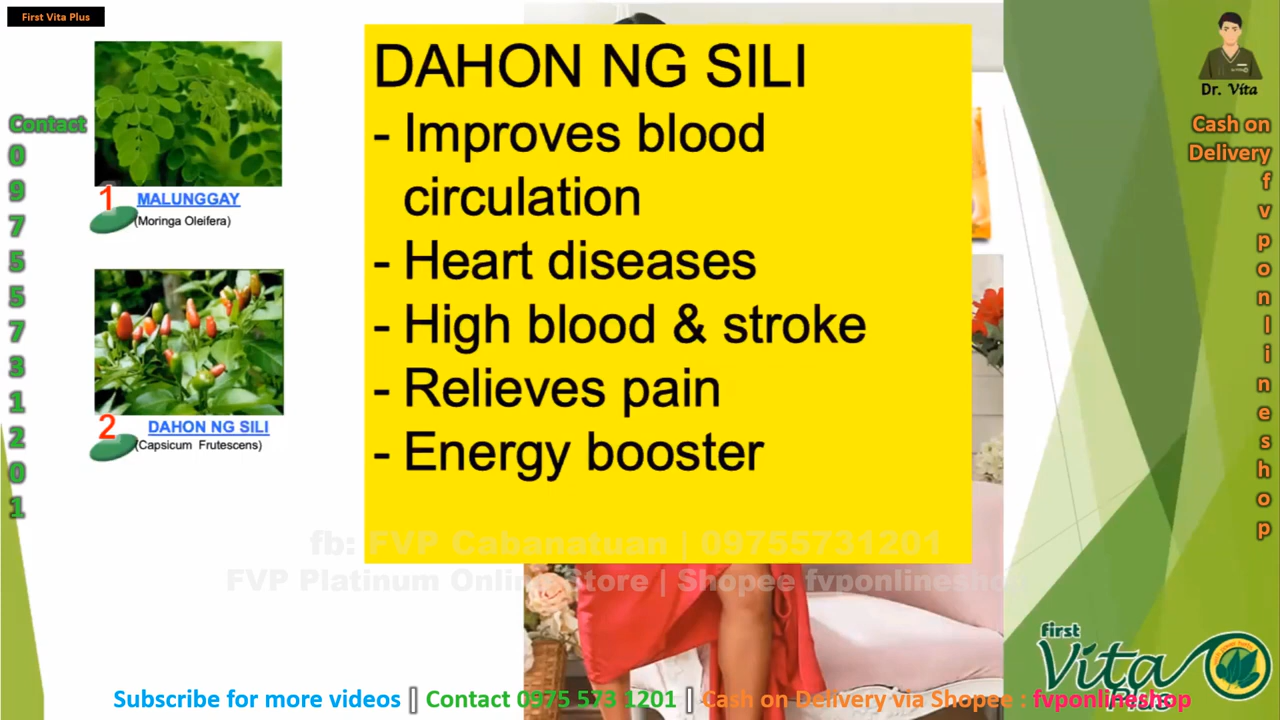 First Vita Plus
Contact
0
9
7
5
5
7
3
1
2
0
1
1
MALUNGGAY
(Moringa Oleifera)
2
DAHON NG SILI
(Capsicum Frutescens)
DAHON NG SILI
- Improves blood
circulation
- Heart diseases
- High blood & stroke
- Relieves pain
- Energy booster
fb: FVP Cabanatuan | 09755731201
FVP Platinum Online Store | Shopee fvponlineshop
Dr. Vita
Cash on
Delivery
f
v
p
o
n
l
i
n
e
s
h
o
p
first
Vita
Plus
Subscribe for more videos | Contact 0975 573 1201 | Cash on Delivery via Shopee : fvponlineshop